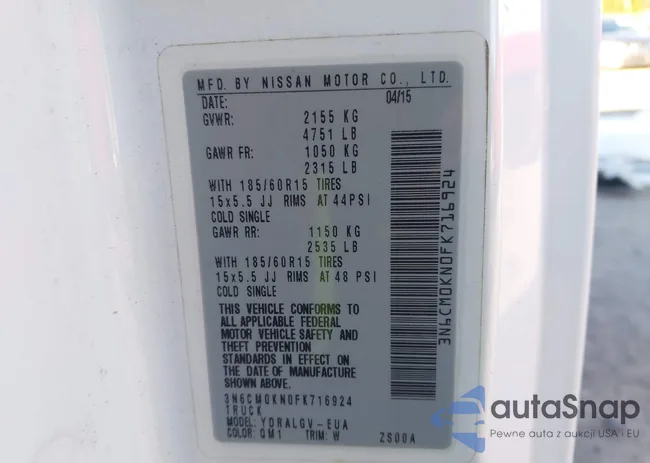 MFD. BY NISSAN MOTOR CO., LTD.
DATE: 04/15
GVWR: 2155 KG
4751 LB
GAWR FR: 1050 KG
2315 LB
WITH 185/60R15 TIRES
15x5.5 JJ RIMS AT 44PSI
COLD SINGLE
GAWR RR: 1150 KG
2535 LB
WITH 185/60R15 TIRES
15x5.5 JJ RIMS AT 48 PSI
COLD SINGLE
THIS VEHICLE CONFORMS TO
ALL APPLICABLE FEDERAL
MOTOR VEHICLE SAFETY AND
THEFT PREVENTION
STANDARDS IN EFFECT ON
THE DATE OF MANUFACTURE
SHOWN ABOVE.
3N6CM0KN0FK716924
TRUCK
MODEL: YDRALGV-EUA
COLOR: QM1 TRIM: W ZS00A
3N6CM0KN0FK716924
autoSnap
Pewne auta z aukcji USA i EU